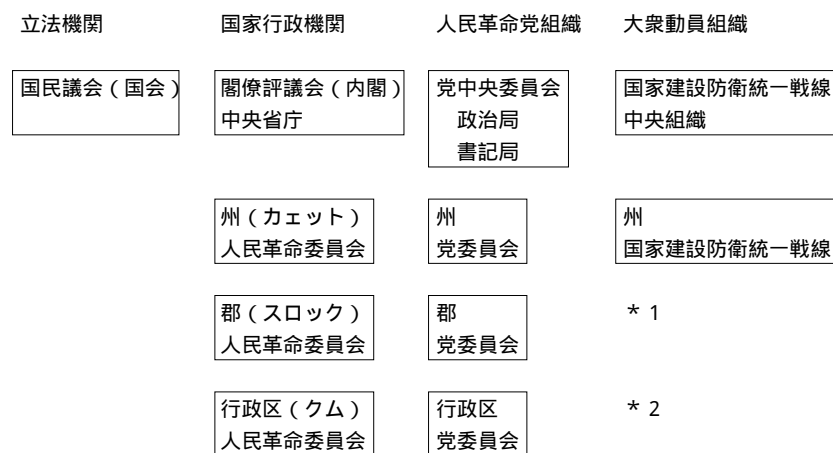 立法機関 国家行政機関 人民革命党組織 大衆動員組織
国民議会（国会） 閣僚評議会（内閣） 党中央委員会 国家建設防衛統一戦線
中央省庁 政治局 中央組織
書記局
州（カェット） 州 州
人民革命委員会 党委員会 国家建設防衛統一戦線
郡（スロック） 郡 ＊1
人民革命委員会 党委員会
行政区（クム） 行政区 ＊2
人民革命委員会 党委員会